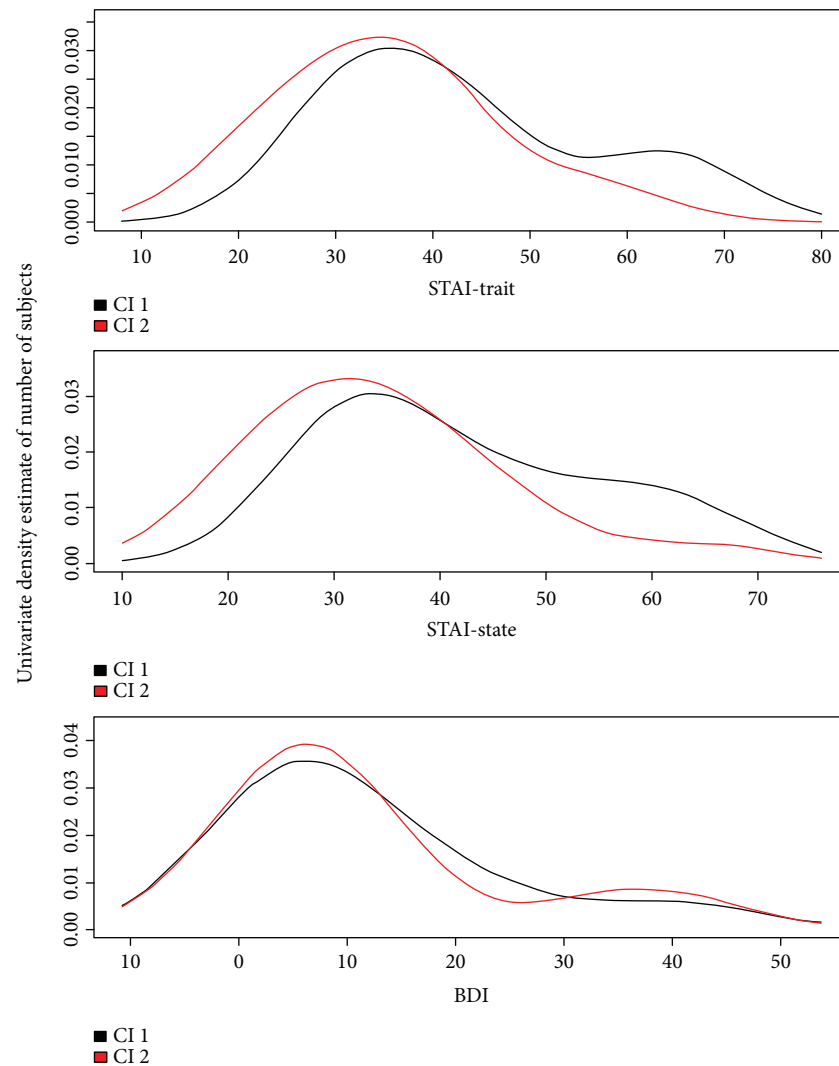 Univariate density estimate of number of subjects
0.030
0.020
0.010
0.000
10 20 30 40 50 60 70 80
STAI-trait
CI 1
CI 2
0.03
0.02
0.01
0.00
10 20 30 40 50 60 70
STAI-state
CI 1
CI 2
0.04
0.03
0.02
0.01
0.00
10 0 10 20 30 40 50
BDI
CI 1
CI 2